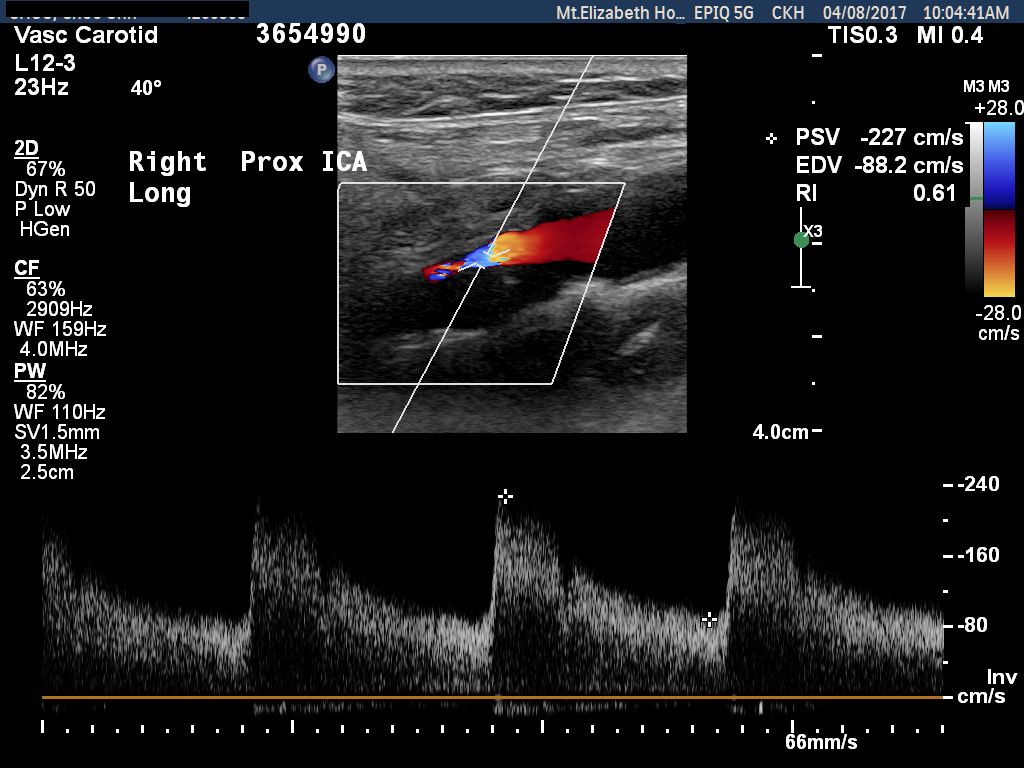 Mt.Elizabeth Ho... EPIQ 5G CKH 04/08/2017 10:04:41AM
Vasc Carotid 3654990 TIS0.3 MI 0.4
L12-3
23Hz 40°
P
M3 M3
+28.0
2D
67%
Dyn R 50
P Low
HGen
Right Prox ICA
Long
PSV -227 cm/s
EDV -88.2 cm/s
RI 0.61
X3
CF
63%
2909Hz
WF 159Hz
4.0MHz
-28.0
cm/s
PW
82%
WF 110Hz
SV1.5mm
3.5MHz
2.5cm
4.0cm
-240
-160
-80
Inv
cm/s
66mm/s